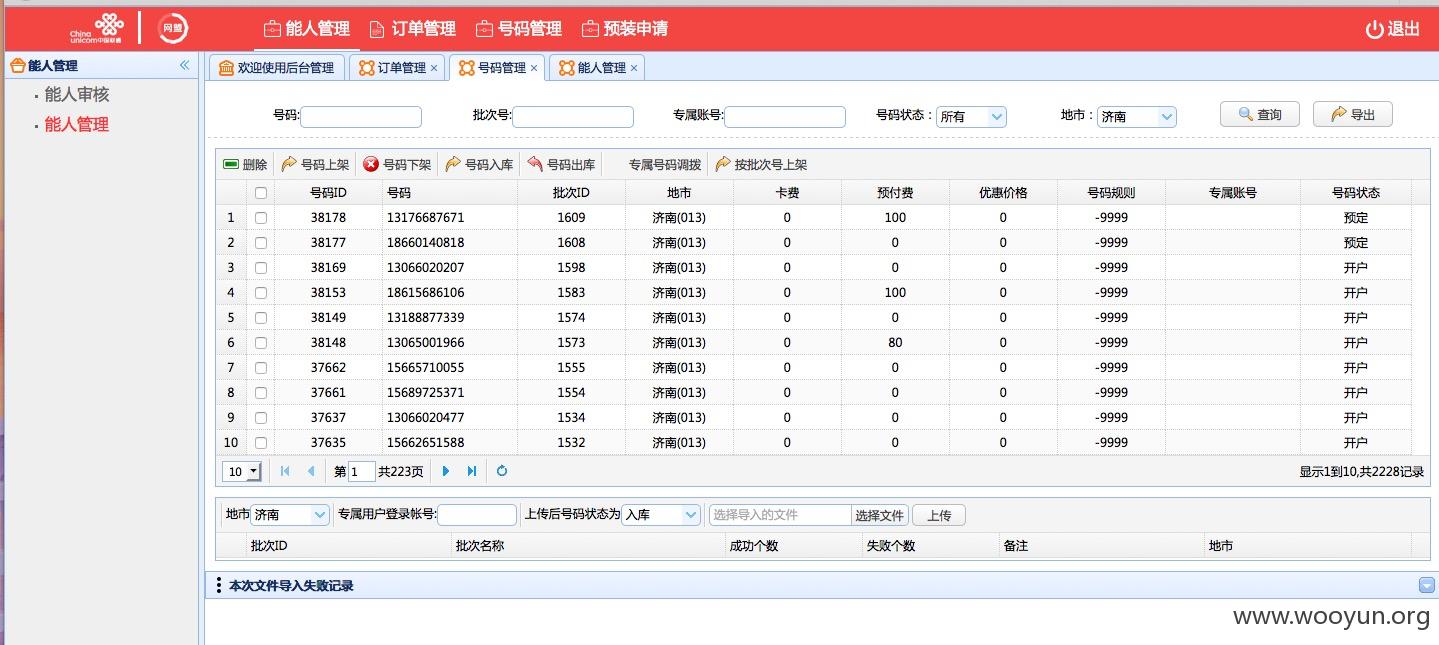 China unicom中国联通 网盟 能人管理 订单管理 号码管理 预装申请 退出
能人管理
能人审核
能人管理
欢迎使用后台管理 订单管理 × 号码管理 × 能人管理 ×
号码: 批次号: 专属账号: 号码状态： 所有 地市： 济南 查询 导出
删除 号码上架 号码下架 号码入库 号码出库 专属号码调拨 按批次号上架
号码ID 号码 批次ID 地市 卡费 预付费 优惠价格 号码规则 专属账号 号码状态
1 38178 13176687671 1609 济南(013) 0 100 0 -9999 预定
2 38177 18660140818 1608 济南(013) 0 0 0 -9999 预定
3 38169 13066020207 1598 济南(013) 0 0 0 -9999 开户
4 38153 18615686106 1583 济南(013) 0 100 0 -9999 开户
5 38149 13188877339 1574 济南(013) 0 0 0 -9999 开户
6 38148 13065001966 1573 济南(013) 0 80 0 -9999 开户
7 37662 15665710055 1555 济南(013) 0 0 0 -9999 开户
8 37661 15689725371 1554 济南(013) 0 0 0 -9999 开户
9 37637 13066020477 1534 济南(013) 0 0 0 -9999 开户
10 37635 15662651588 1532 济南(013) 0 0 0 -9999 开户
10 第 1 共223页 显示1到10,共2228记录
地市 济南 专属用户登录帐号: 上传后号码状态为 入库 选择导入的文件 选择文件 上传
批次ID 批次名称 成功个数 失败个数 备注 地市
本次文件导入失败记录
www.wooyun.org